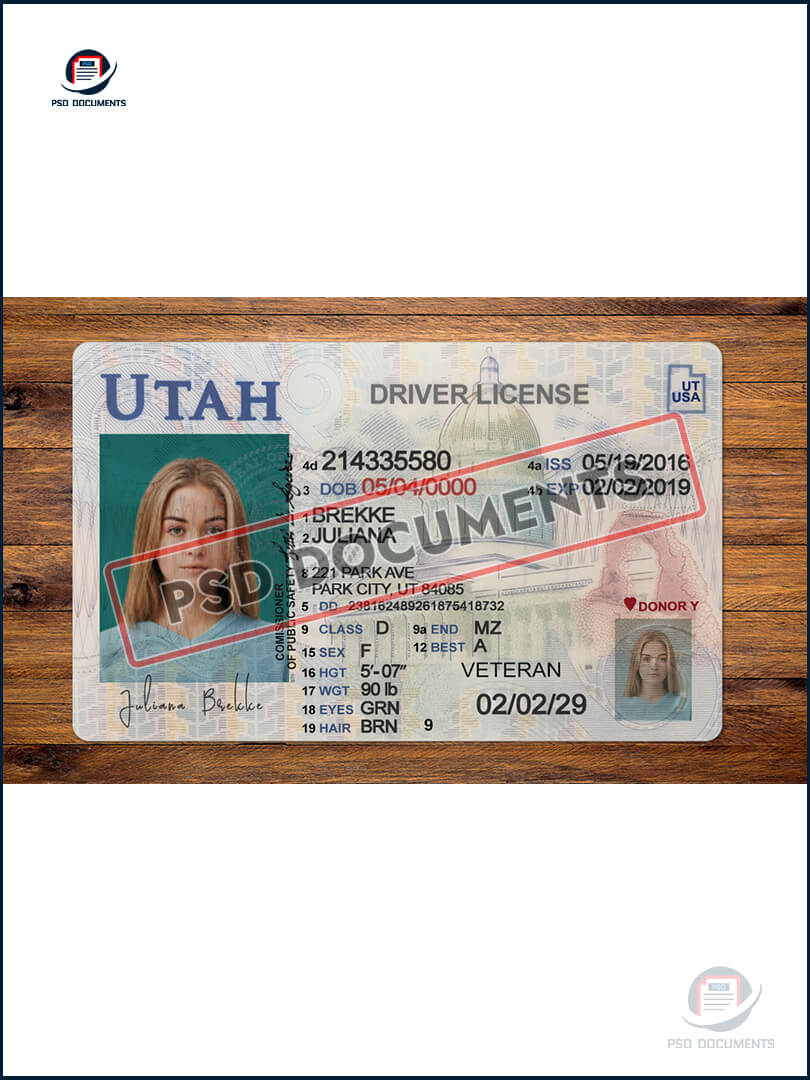 PSD
PSD DOCUMENTS
UTAH
DRIVER LICENSE
UT
USA
4d 214335580
4a ISS 05/19/2016
3 DOB 05/04/0000
4b EXP 02/02/2019
1 BREKKE
2 JULIANA
8 221 PARK AVE
PARK CITY, UT 84085
5 DD 238162489261875418732
PSD DOCUMENTS
COMISSIONER
OF PUBLIC SAFETY
♥DONOR Y
9 CLASS D 9a END MZ
15 SEX F 12 BEST A
16 HGT 5'-07"
VETERAN
17 WGT 90 lb
18 EYES GRN
02/02/29
19 HAIR BRN 9
Juliana Brekke
PSD
PSD DOCUMENTS